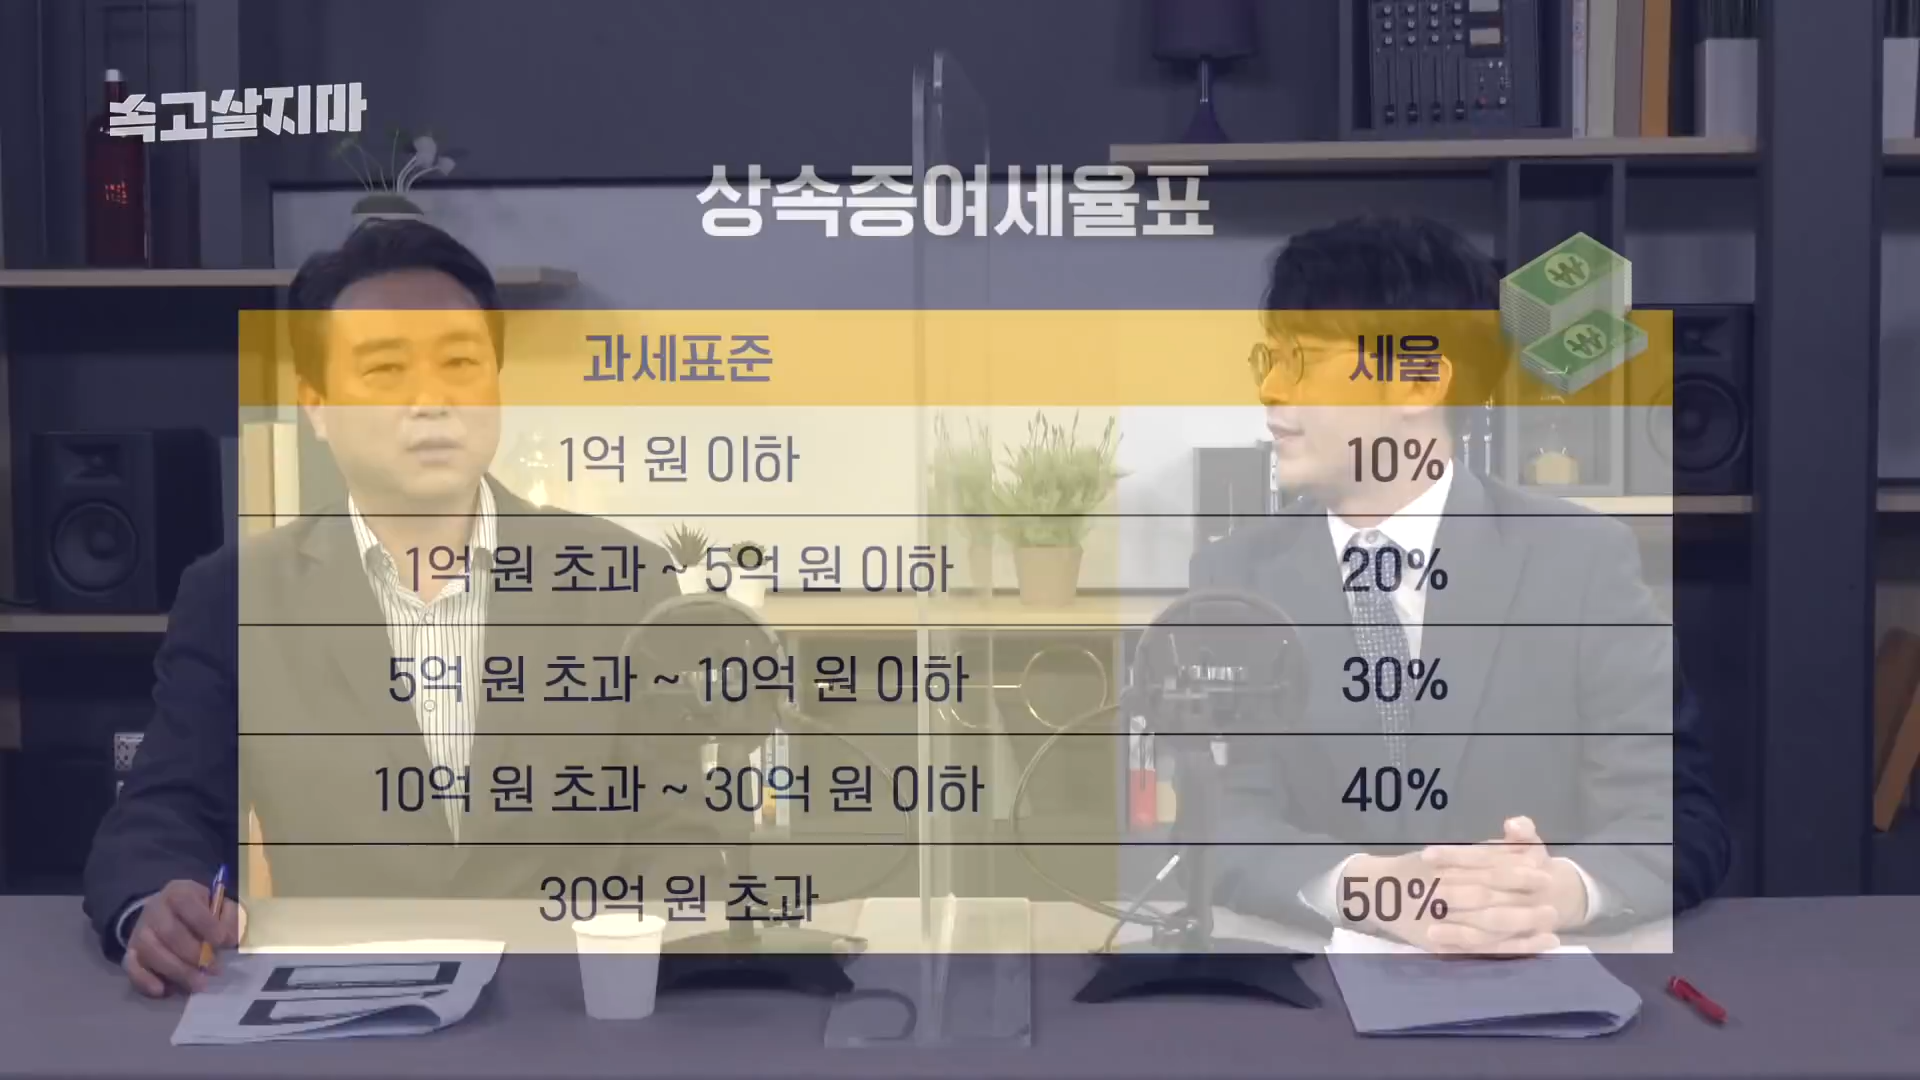 속고살지마
상속증여세율표
과세표준 세율
1억 원 이하 10%
1억 원 초과 ~ 5억 원 이하 20%
5억 원 초과 ~ 10억 원 이하 30%
10억 원 초과 ~ 30억 원 이하 40%
30억 원 초과 50%